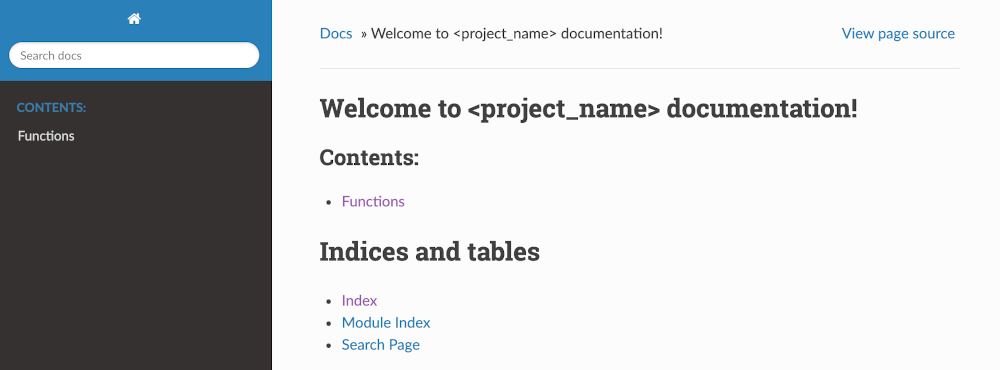 Search docs
CONTENTS:
Functions
Docs » Welcome to <project_name> documentation!
View page source
Welcome to <project_name> documentation!
Contents:
• Functions
Indices and tables
• Index
• Module Index
• Search Page